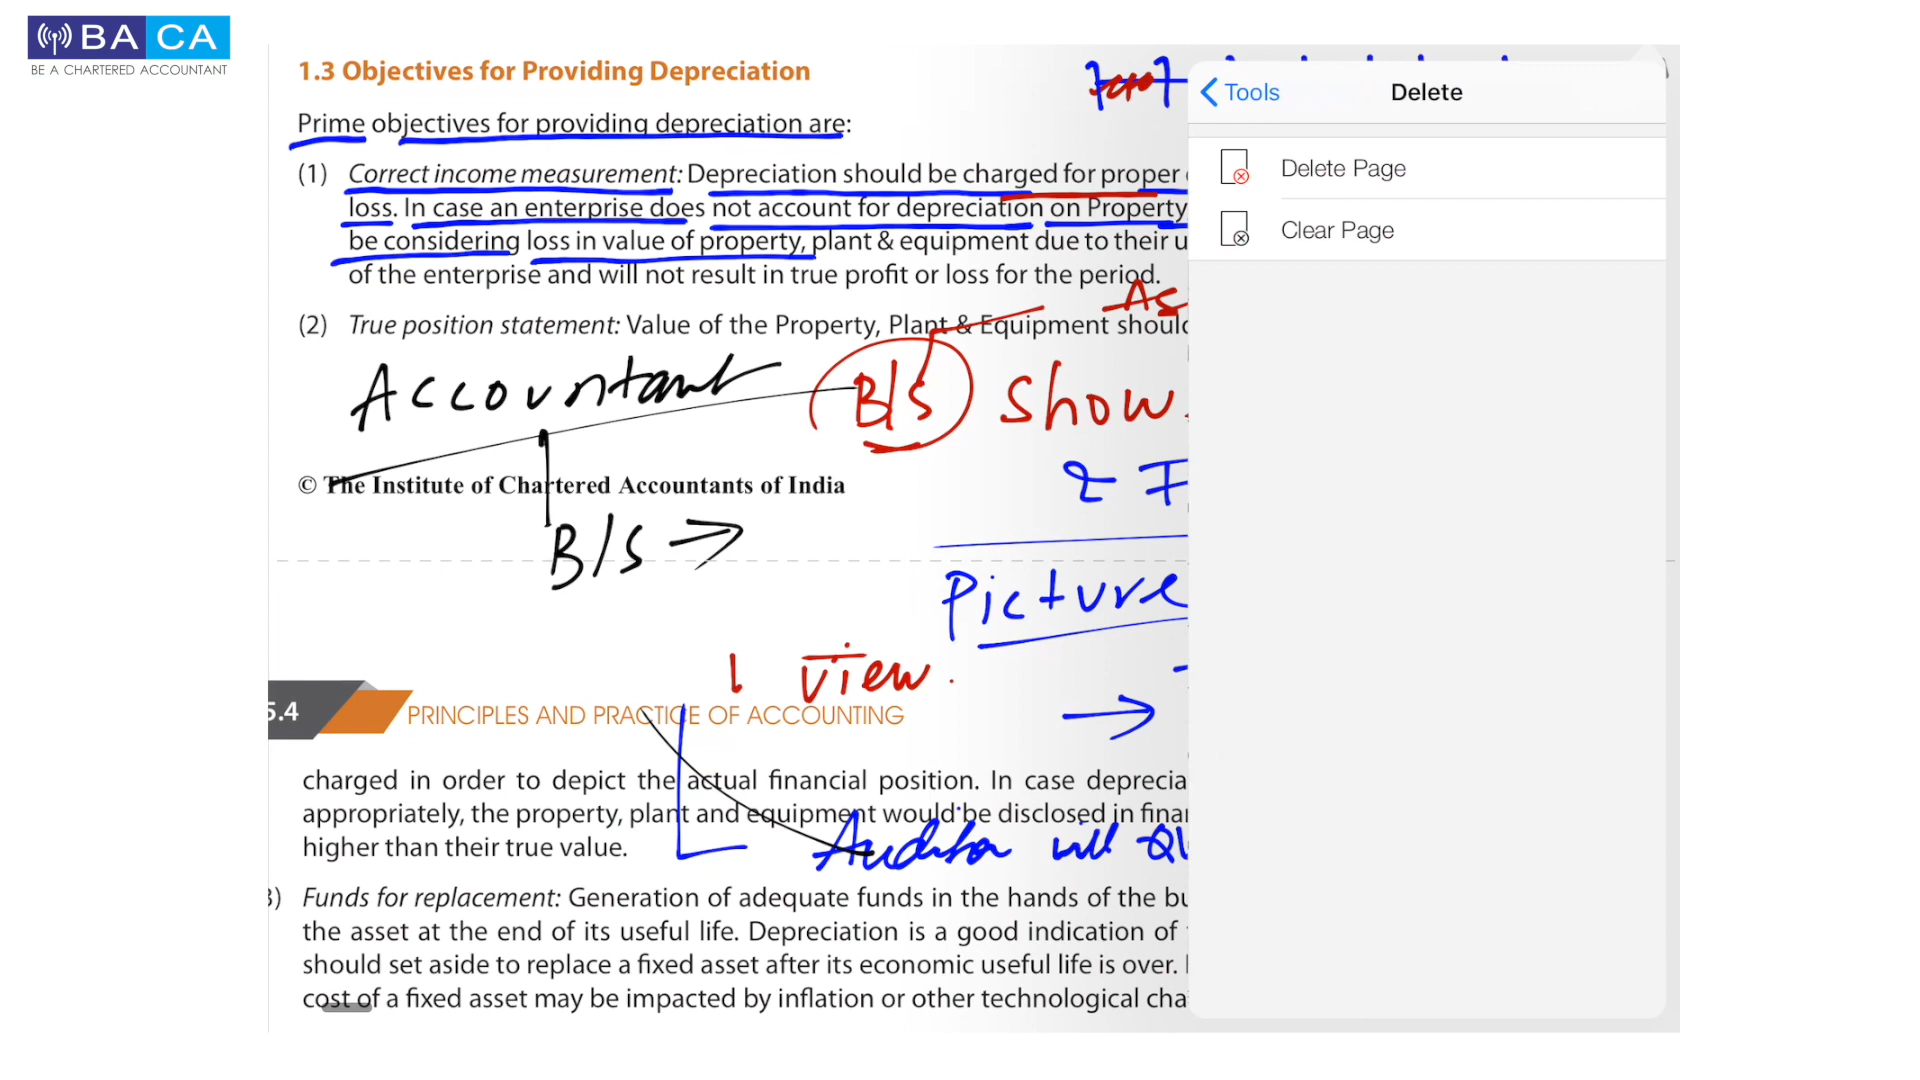 BA CA
BE A CHARTERED ACCOUNTANT
1.3 Objectives for Providing Depreciation
Prime objectives for providing depreciation are:
(1) Correct income measurement: Depreciation should be charged for proper
loss. In case an enterprise does not account for depreciation on Property,
be considering loss in value of property, plant & equipment due to their u
of the enterprise and will not result in true profit or loss for the period.
As
(2) True position statement: Value of the Property, Plant & Equipment should
Accountant B/S show
© The Institute of Chartered Accountants of India
B/S →
Picture
view.
5.4 PRINCIPLES AND PRACTICE OF ACCOUNTING
→
charged in order to depict the actual financial position. In case deprecia
appropriately, the property, plant and equipment would be disclosed in finan
higher than their true value.
Auditor will Qu
3) Funds for replacement: Generation of adequate funds in the hands of the bu
the asset at the end of its useful life. Depreciation is a good indication of
should set aside to replace a fixed asset after its economic useful life is over.
cost of a fixed asset may be impacted by inflation or other technological cha
Tools Delete
Delete Page
Clear Page